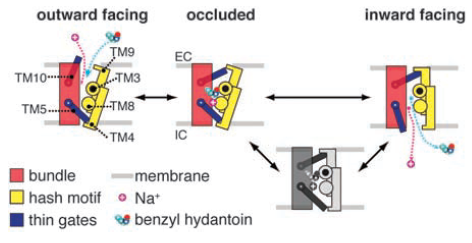 outward facing
occluded
inward facing
TM9
TM10
TM3
TM5
TM8
TM4
EC
IC
bundle
membrane
hash motif
Na+
thin gates
benzyl hydantoin